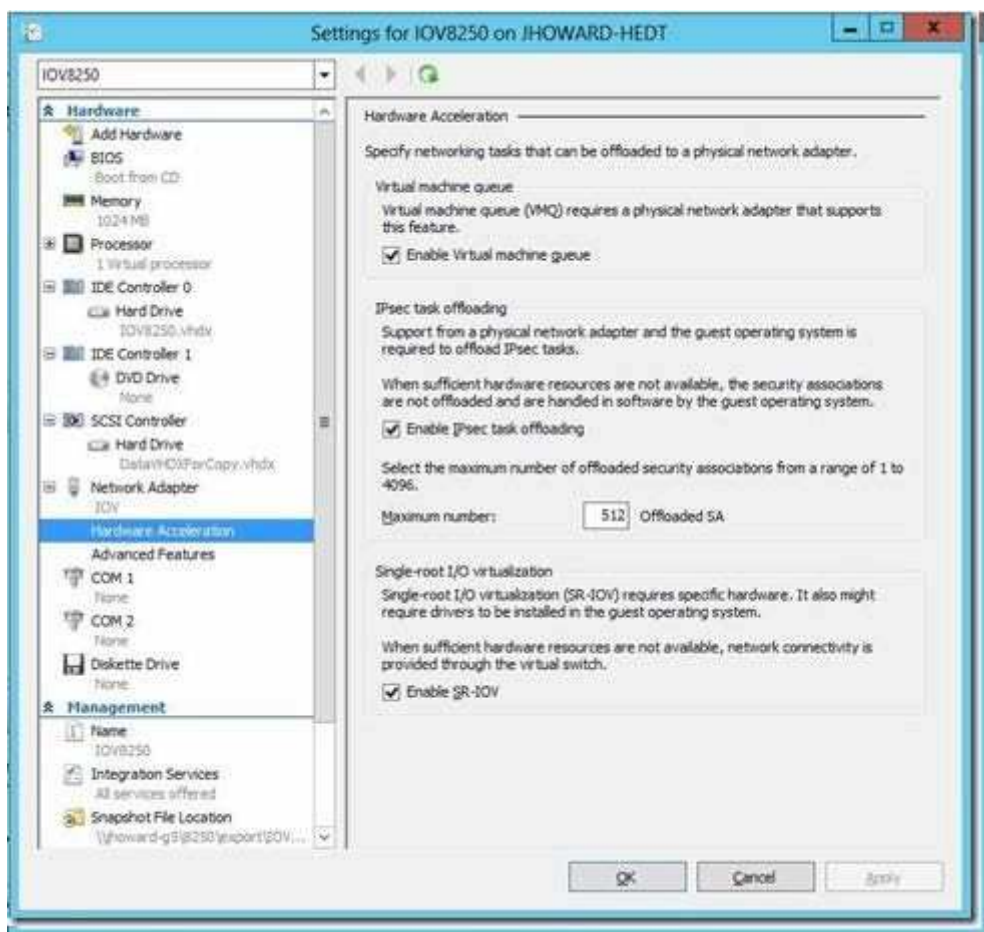 Settings for IOV8250 on JHOWARD-HEDT
IOV8250
Hardware
Add Hardware
BIOS
Boot from CD
Memory
1024 MB
Processor
1 Virtual processor
IDE Controller 0
Hard Drive
IOV8250.vhdx
IDE Controller 1
DVD Drive
None
SCSI Controller
Hard Drive
DataVHDXForCopy.vhdx
Network Adapter
IOV
Hardware Acceleration
Advanced Features
COM 1
None
COM 2
None
Diskette Drive
None
Management
Name
IOV8250
Integration Services
All services offered
Snapshot File Location
\\jhoward-g5\8250\export\IOV...
Hardware Acceleration
Specify networking tasks that can be offloaded to a physical network adapter.
Virtual machine queue
Virtual machine queue (VMQ) requires a physical network adapter that supports
this feature.
Enable Virtual machine queue
IPsec task offloading
Support from a physical network adapter and the guest operating system is
required to offload IPsec tasks.
When sufficient hardware resources are not available, the security associations
are not offloaded and are handled in software by the guest operating system.
Enable IPsec task offloading
Select the maximum number of offloaded security associations from a range of 1 to
4096.
Maximum number: 512 Offloaded SA
Single-root I/O virtualization
Single-root I/O virtualization (SR-IOV) requires specific hardware. It also might
require drivers to be installed in the guest operating system.
When sufficient hardware resources are not available, network connectivity is
provided through the virtual switch.
Enable SR-IOV
OK Cancel Apply